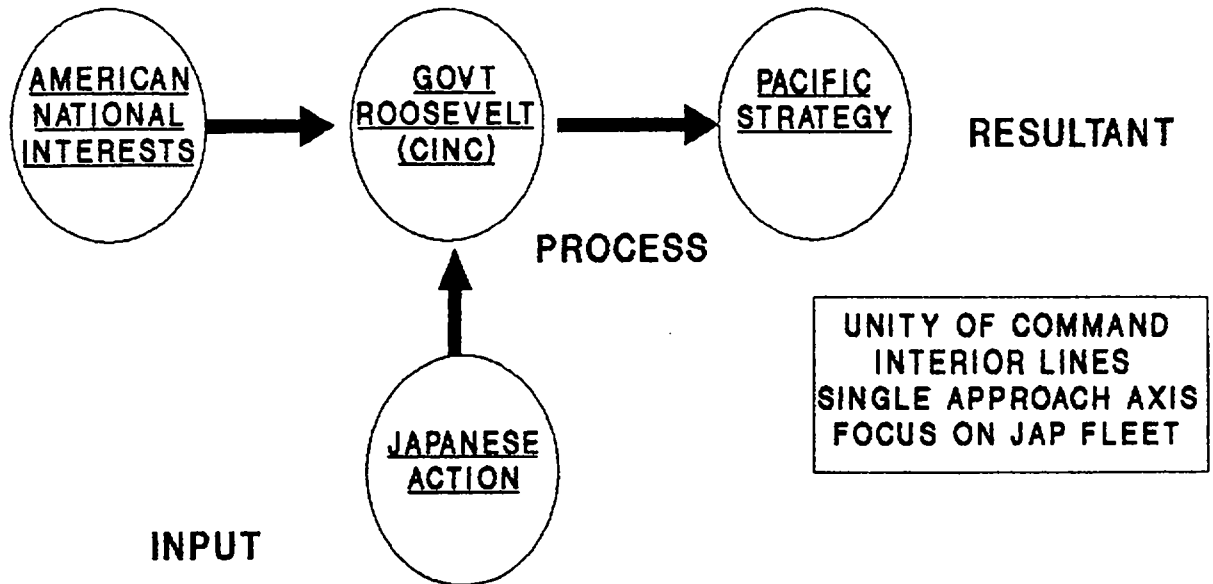 AMERICAN
NATIONAL
INTERESTS
GOVT
ROOSEVELT
(CINC)
PACIFIC
STRATEGY
RESULTANT
PROCESS
UNITY OF COMMAND
INTERIOR LINES
SINGLE APPROACH AXIS
FOCUS ON JAP FLEET
JAPANESE
ACTION
INPUT